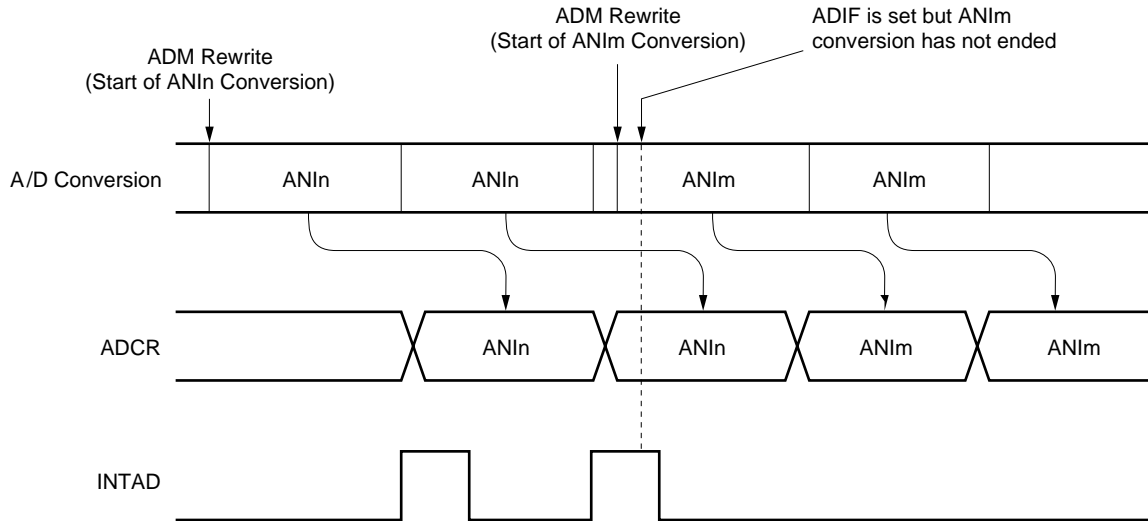 ADM Rewrite
(Start of ANIn Conversion)
ADM Rewrite
(Start of ANIm Conversion)
ADIF is set but ANIm
conversion has not ended
A/D Conversion
ANIn
ANIn
ANIm
ANIm
ADCR
ANIn
ANIn
ANIm
ANIm
INTAD